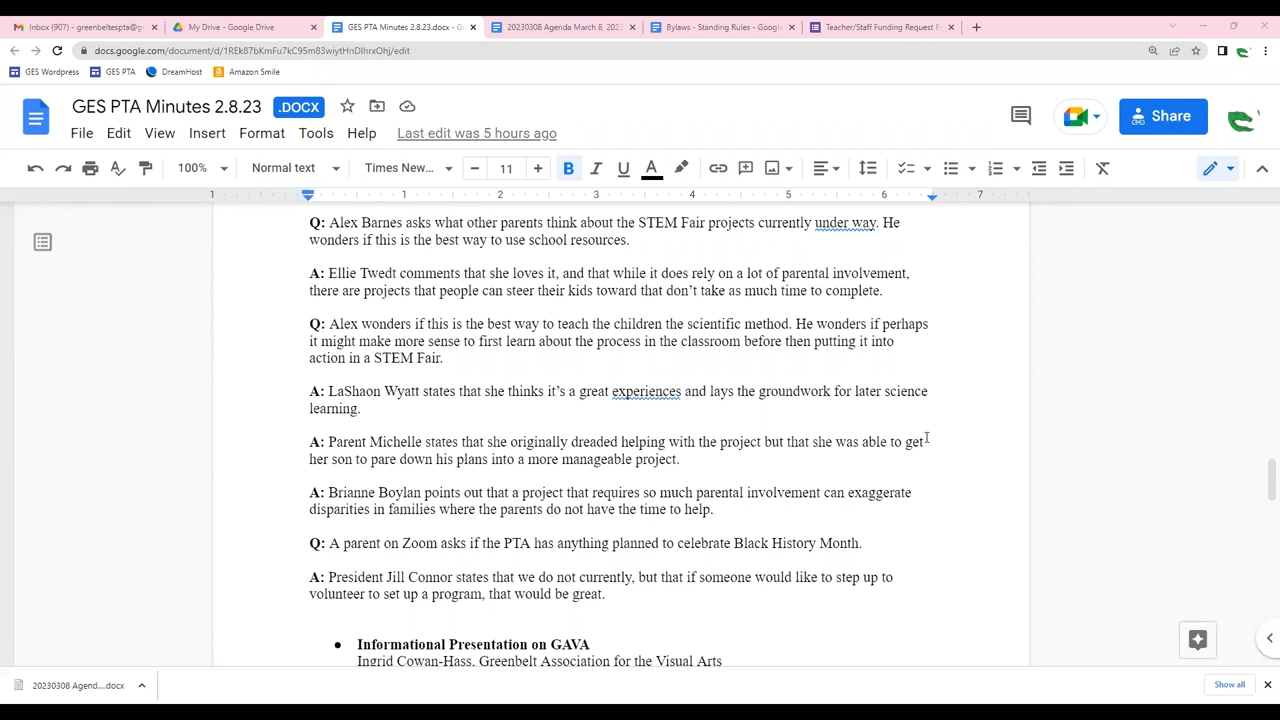 Inbox (907) - greenbeltespta@g
My Drive - Google Drive
GES PTA Minutes 2.8.23.docx - G
20230308 Agenda March 8, 2023
Bylaws - Standing Rules - Google
Teacher/Staff Funding Request F
docs.google.com/document/d/1REk87bKmFu7kC95m83wiytHnDIhrxOhj/edit
GES Wordpress
GES PTA
DreamHost
Amazon Smile
GES PTA Minutes 2.8.23 .DOCX
File Edit View Insert Format Tools Help Last edit was 5 hours ago
Share
100% Normal text Times New... 11 B I U A
1 1 2 3 4 5 6 7
Q: Alex Barnes asks what other parents think about the STEM Fair projects currently under way. He
wonders if this is the best way to use school resources.
A: Ellie Twedt comments that she loves it, and that while it does rely on a lot of parental involvement,
there are projects that people can steer their kids toward that don’t take as much time to complete.
Q: Alex wonders if this is the best way to teach the children the scientific method. He wonders if perhaps
it might make more sense to first learn about the process in the classroom before then putting it into
action in a STEM Fair.
A: LaShaon Wyatt states that she thinks it’s a great experiences and lays the groundwork for later science
learning.
A: Parent Michelle states that she originally dreaded helping with the project but that she was able to get
her son to pare down his plans into a more manageable project.
A: Brianne Boylan points out that a project that requires so much parental involvement can exaggerate
disparities in families where the parents do not have the time to help.
Q: A parent on Zoom asks if the PTA has anything planned to celebrate Black History Month.
A: President Jill Connor states that we do not currently, but that if someone would like to step up to
volunteer to set up a program, that would be great.
● Informational Presentation on GAVA
Ingrid Cowan-Hass, Greenbelt Association for the Visual Arts
20230308 Agend....docx
Show all